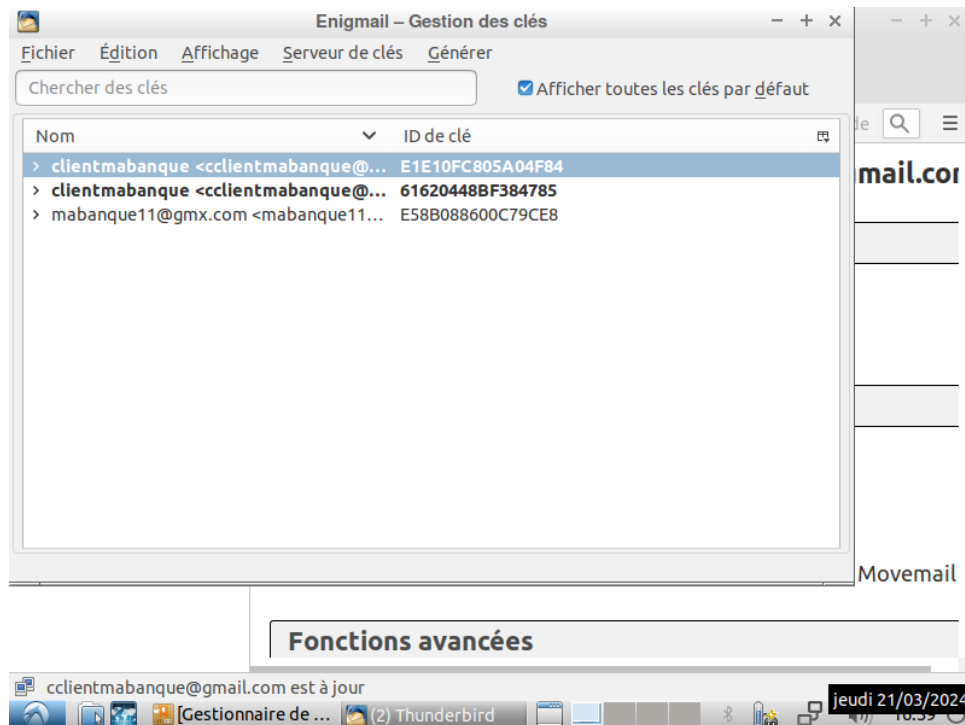 Enigmail – Gestion des clés
Fichier Édition Affichage Serveur de clés Générer
Chercher des clés
Afficher toutes les clés par défaut
Nom ID de clé
clientmabanque <cclientmabanque@... E1E10FC805A04F84
clientmabanque <cclientmabanque@... 61620448BF384785
mabanque11@gmx.com <mabanque11... E58B088600C79CE8
mail.cor
Movemail
Fonctions avancées
cclientmabanque@gmail.com est à jour
[Gestionnaire de ... (2) Thunderbird
jeudi 21/03/2024